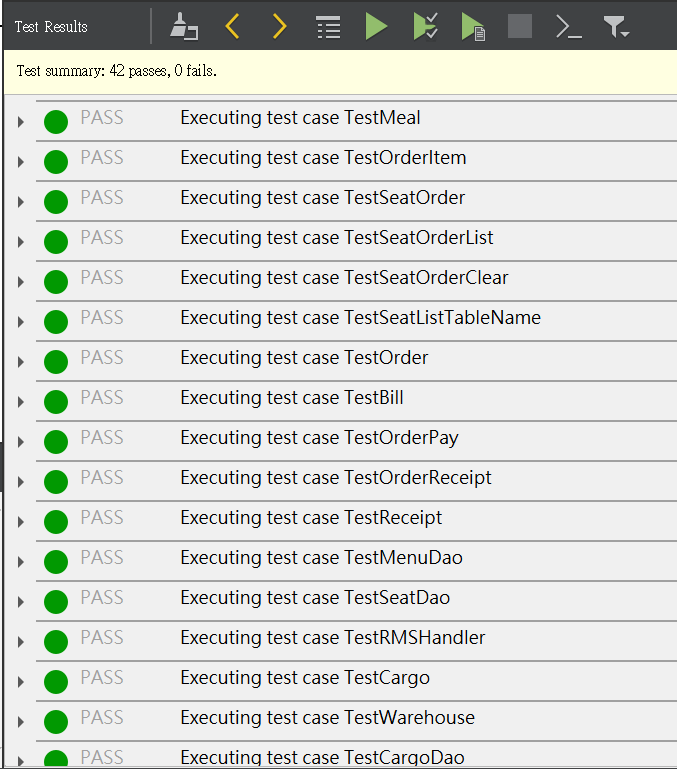 Test Results
Test summary: 42 passes, 0 fails.
PASS Executing test case TestMeal
PASS Executing test case TestOrderItem
PASS Executing test case TestSeatOrder
PASS Executing test case TestSeatOrderList
PASS Executing test case TestSeatOrderClear
PASS Executing test case TestSeatListTableName
PASS Executing test case TestOrder
PASS Executing test case TestBill
PASS Executing test case TestOrderPay
PASS Executing test case TestOrderReceipt
PASS Executing test case TestReceipt
PASS Executing test case TestMenuDao
PASS Executing test case TestSeatDao
PASS Executing test case TestRMSHandler
PASS Executing test case TestCargo
PASS Executing test case TestWarehouse
PASS Executing test case TestCargoDao